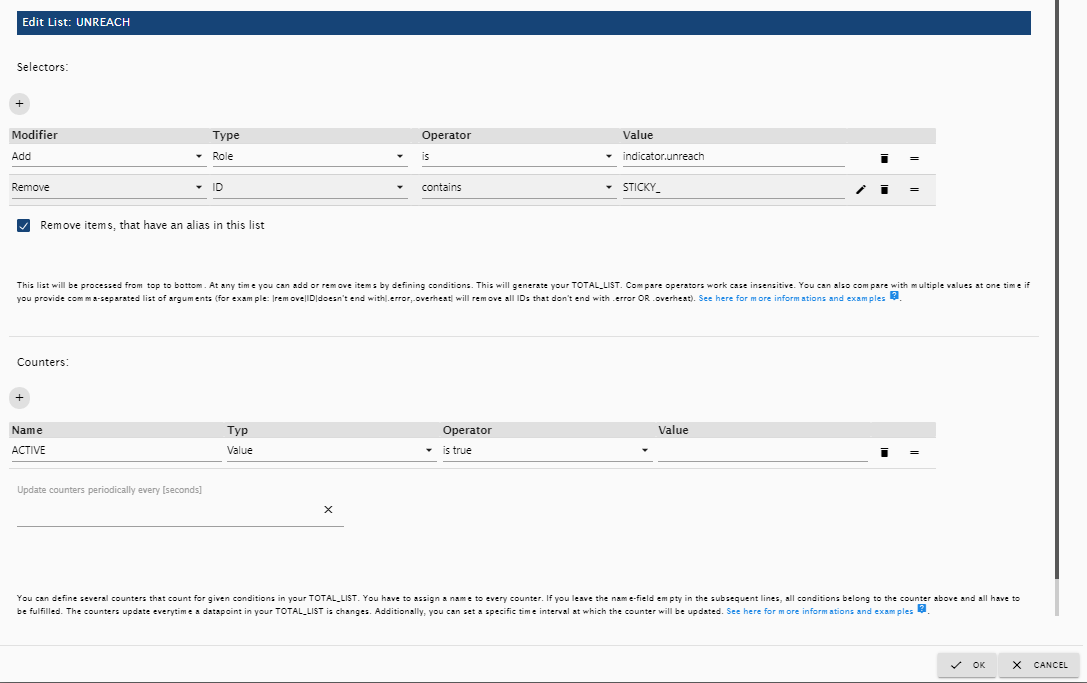 Edit List: UNREACH
Selectors:
+
Modifier Type Operator Value
Add Role is indicator.unreach
Remove ID contains STICKY_
Remove items, that have an alias in this list
This list will be processed from top to bottom. At any time you can add or remove items by defining conditions. This will generate your TOTAL_LIST. Compare operators work case insensitive. You can also compare with multiple values at one time if
you provide comma-separated list of arguments (for example: |remove|ID|doesn't end with|.error,.overheat| will remove all IDs that don't end with .error OR .overheat). See here for more informations and examples ?.
Counters:
+
Name Typ Operator Value
ACTIVE Value is true
Update counters periodically every [seconds]
You can define several counters that count for given conditions in your TOTAL_LIST. You have to assign a name to every counter. If you leave the name-field empty in the subsequent lines, all conditions belong to the counter above and all have to
be fulfilled. The counters update everytime a datapoint in your TOTAL_LIST is changes. Additionally, you can set a specific time interval at which the counter will be updated. See here for more informations and examples ?.
OK CANCEL